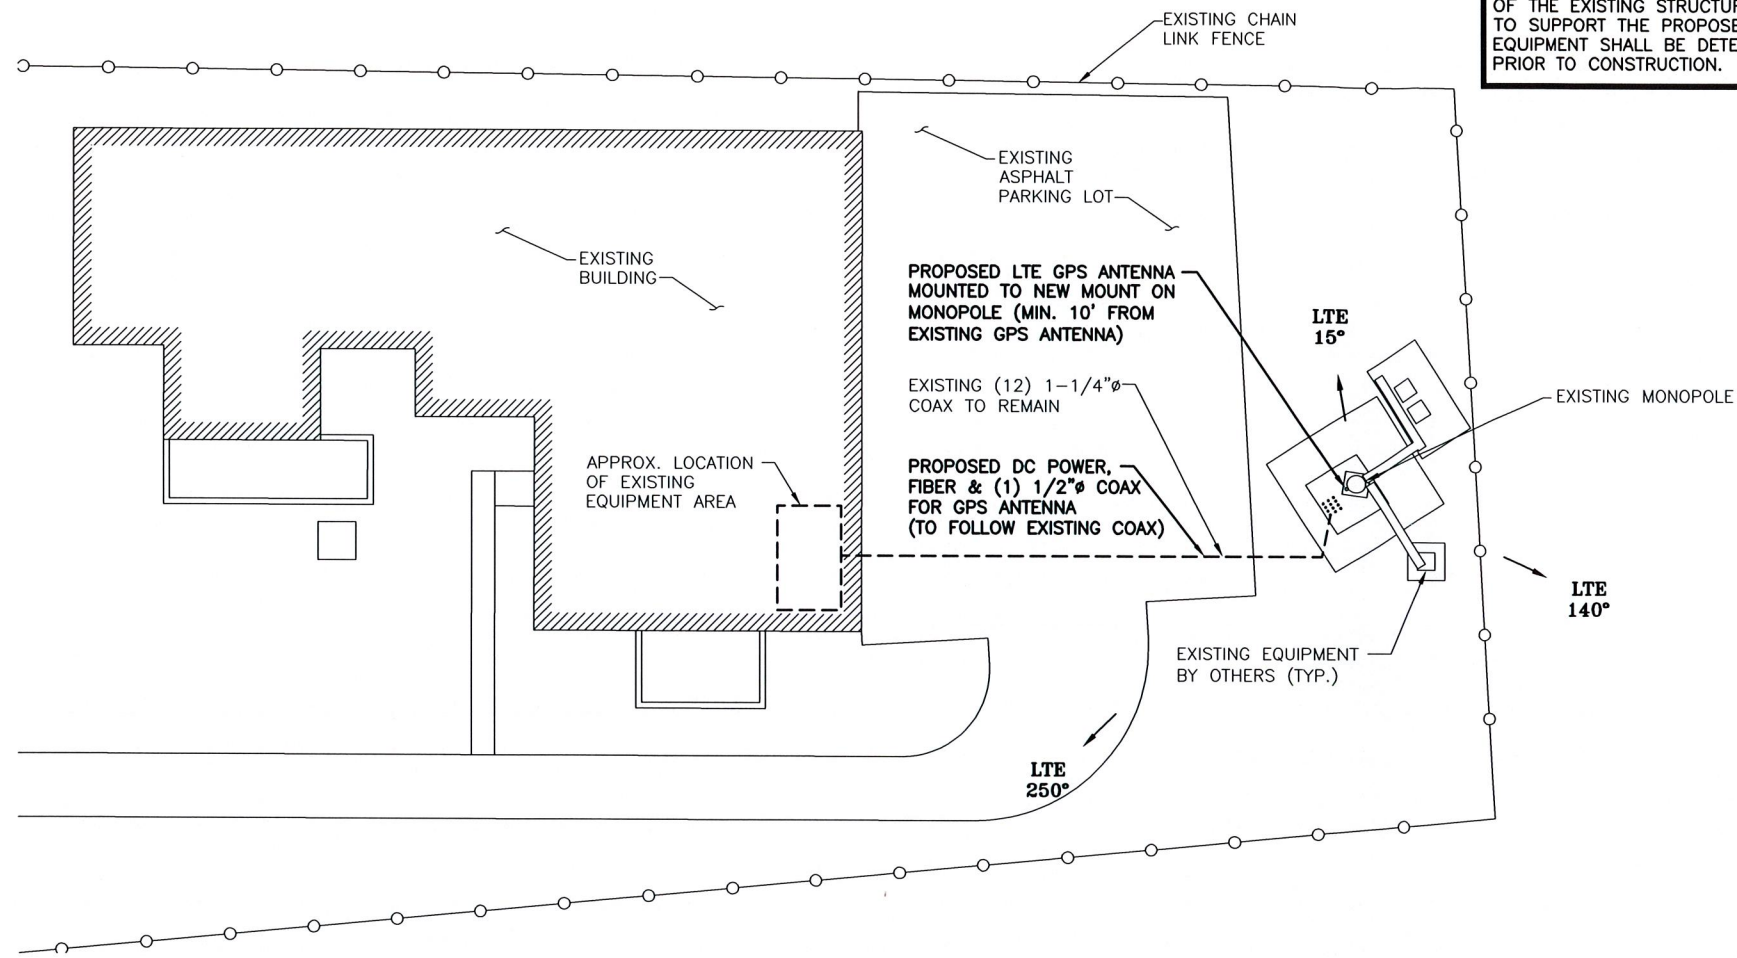 EXISTING CHAIN
LINK FENCE
OF THE EXISTING
TO SUPPORT THE
EQUIPMENT SHALL BE
PRIOR TO CONSTRUCTION.
EXISTING
ASPHALT
PARKING LOT
EXISTING
BUILDING
PROPOSED LTE GPS ANTENNA
MOUNTED TO NEW MOUNT ON
MONOPOLE (MIN. 10' FROM
EXISTING GPS ANTENNA)
LTE
15°
EXISTING (12) 1-1/4"ø
COAX TO REMAIN
EXISTING MONOPOLE
APPROX. LOCATION
OF EXISTING
EQUIPMENT AREA
PROPOSED DC POWER,
FIBER & (1) 1/2"ø COAX
FOR GPS ANTENNA
(TO FOLLOW EXISTING COAX)
LTE
140°
EXISTING EQUIPMENT
BY OTHERS (TYP.)
LTE
250°